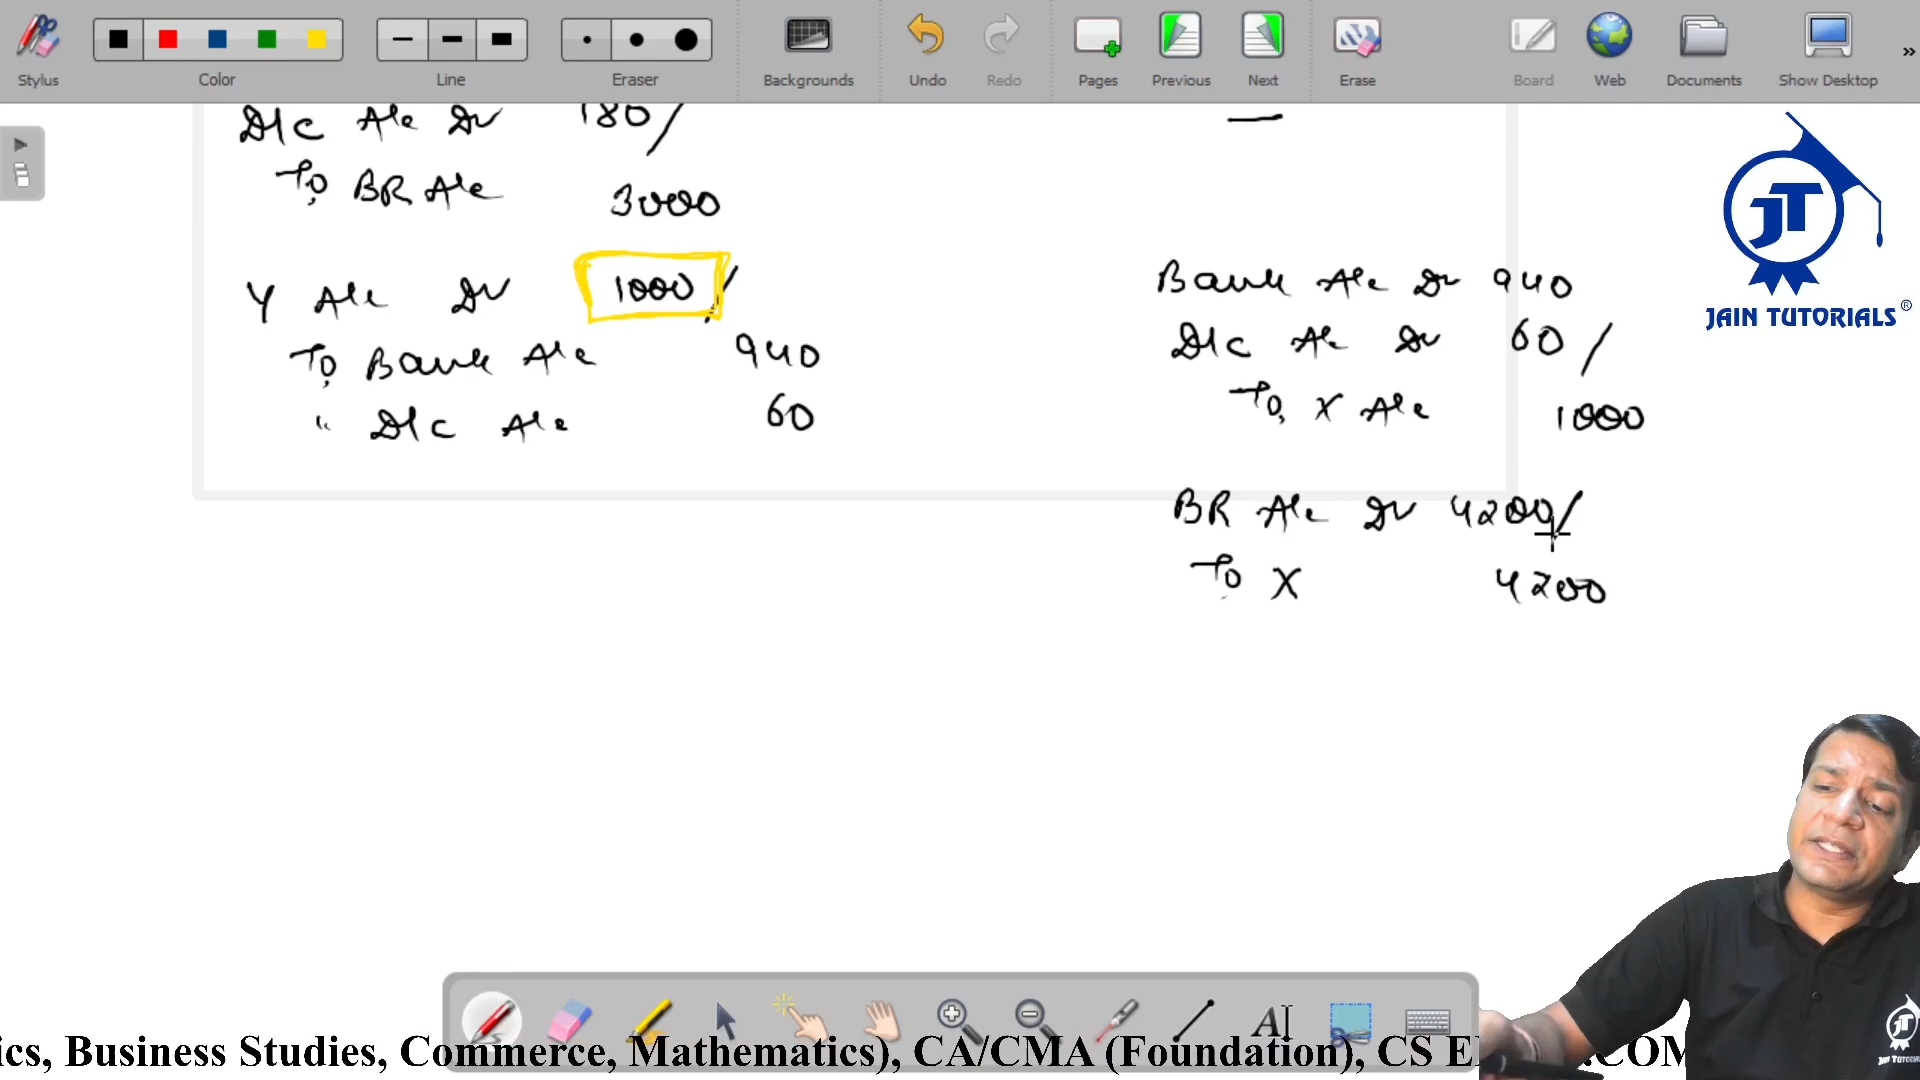 Stylus Color Line Eraser Backgrounds Undo Redo Pages Previous Next Erase Board Web Documents Show Desktop »
D/c A/c Dr 180/
To BR A/c 3000
Y A/c Dr 1000/
To Bank A/c 940
" D/c A/c 60
Bank A/c Dr 940
D/c A/c Dr 60/
To X A/c 1000
BR A/c Dr 4200/
To X 4200
JT
JAIN TUTORIALS®
ics, Business Studies, Commerce, Mathematics), CA/CMA (Foundation), CS E
.COM
JT